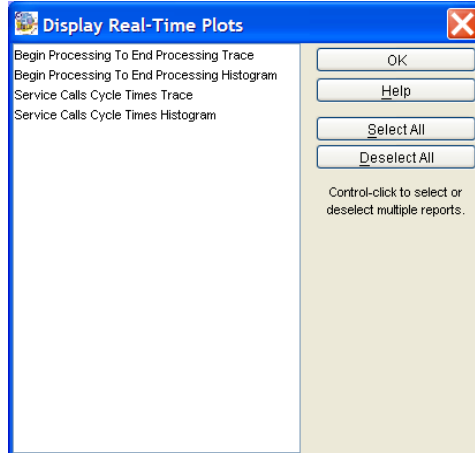 Display Real-Time Plots
Begin Processing To End Processing Trace
Begin Processing To End Processing Histogram
Service Calls Cycle Times Trace
Service Calls Cycle Times Histogram
OK
Help
Select All
Deselect All
Control-click to select or
deselect multiple reports.